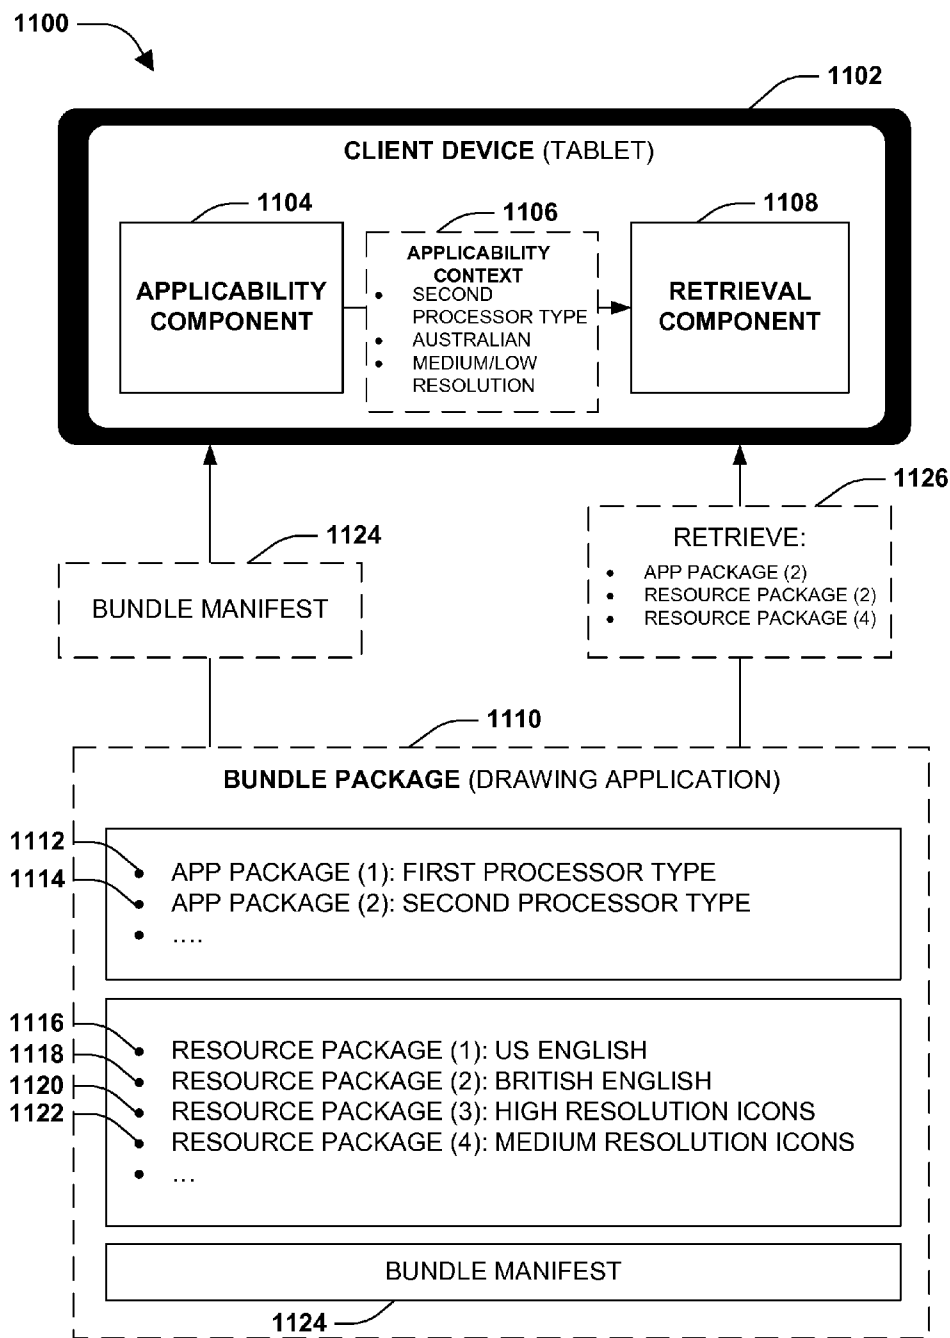 1100
1102
CLIENT DEVICE (TABLET)
1104
1106
1108
APPLICABILITY
COMPONENT
APPLICABILITY
CONTEXT
• SECOND
PROCESSOR TYPE
• AUSTRALIAN
• MEDIUM/LOW
RESOLUTION
RETRIEVAL
COMPONENT
1124
BUNDLE MANIFEST
1126
RETRIEVE:
• APP PACKAGE (2)
• RESOURCE PACKAGE (2)
• RESOURCE PACKAGE (4)
1110
BUNDLE PACKAGE (DRAWING APPLICATION)
1112
• APP PACKAGE (1): FIRST PROCESSOR TYPE
1114
• APP PACKAGE (2): SECOND PROCESSOR TYPE
• ....
1116
• RESOURCE PACKAGE (1): US ENGLISH
1118
• RESOURCE PACKAGE (2): BRITISH ENGLISH
1120
• RESOURCE PACKAGE (3): HIGH RESOLUTION ICONS
1122
• RESOURCE PACKAGE (4): MEDIUM RESOLUTION ICONS
• ...
BUNDLE MANIFEST
1124